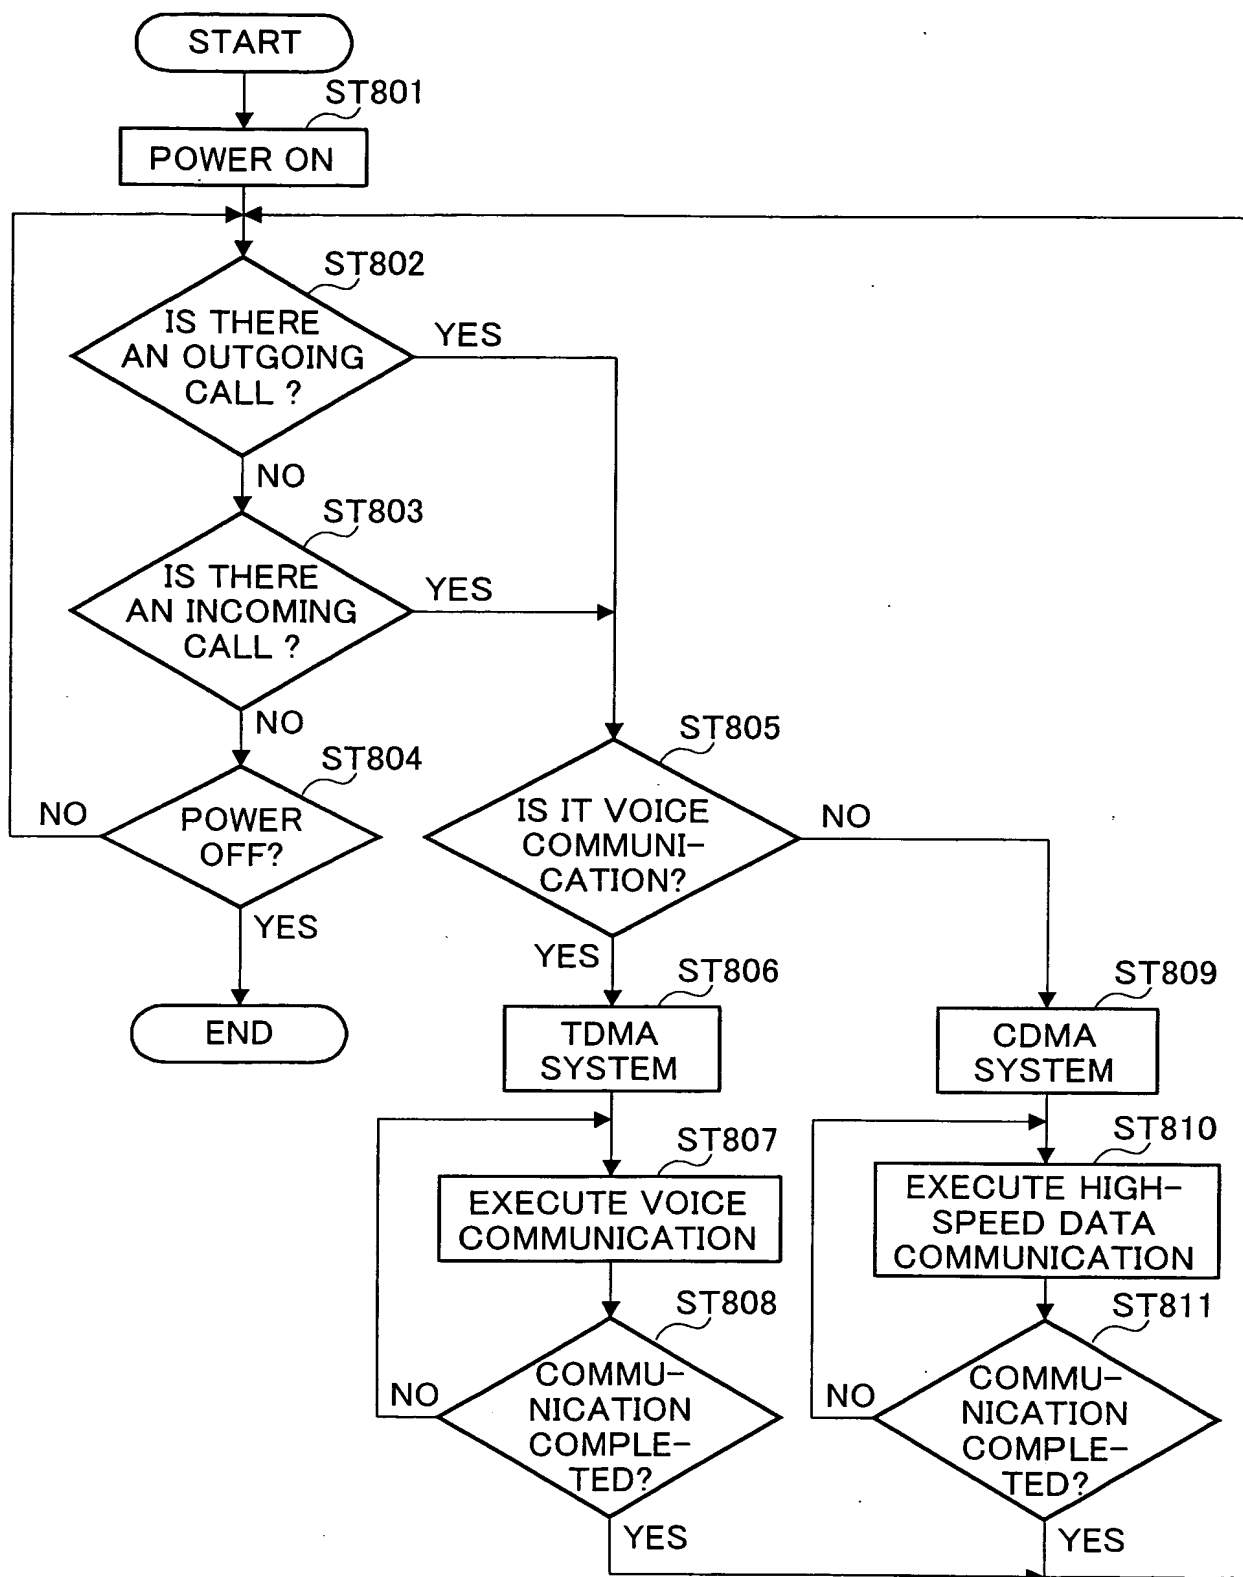 START
ST801
POWER ON
ST802
IS THERE
AN OUTGOING
CALL ?
YES
NO
ST803
IS THERE
AN INCOMING
CALL ?
YES
NO
ST804
POWER
OFF?
NO
YES
END
ST805
IS IT VOICE
COMMUNI-
CATION?
NO
YES
ST806
TDMA
SYSTEM
ST807
EXECUTE VOICE
COMMUNICATION
ST808
COMMU-
NICATION
COMPLE-
TED?
NO
YES
ST809
CDMA
SYSTEM
ST810
EXECUTE HIGH-
SPEED DATA
COMMUNICATION
ST811
COMMU-
NICATION
COMPLE-
TED?
NO
YES